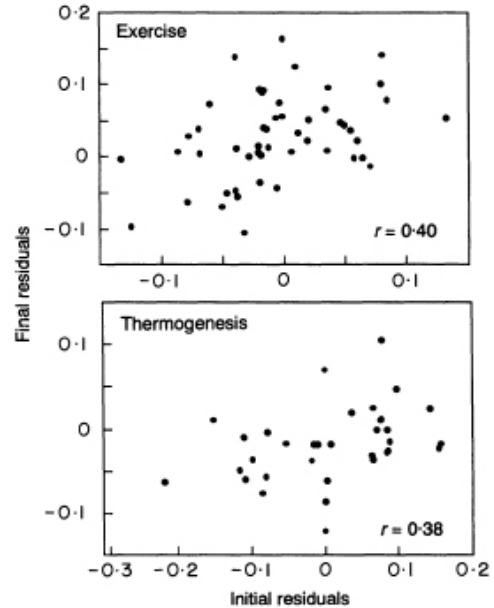 0·2
Exercise
0·1
0
−0·1
r = 0·40
−0·1
0
0·1
Final residuals
Thermogenesis
0·1
0
−0·1
r = 0·38
−0·3
−0·2
−0·1
0
0·1
0·2
Initial residuals